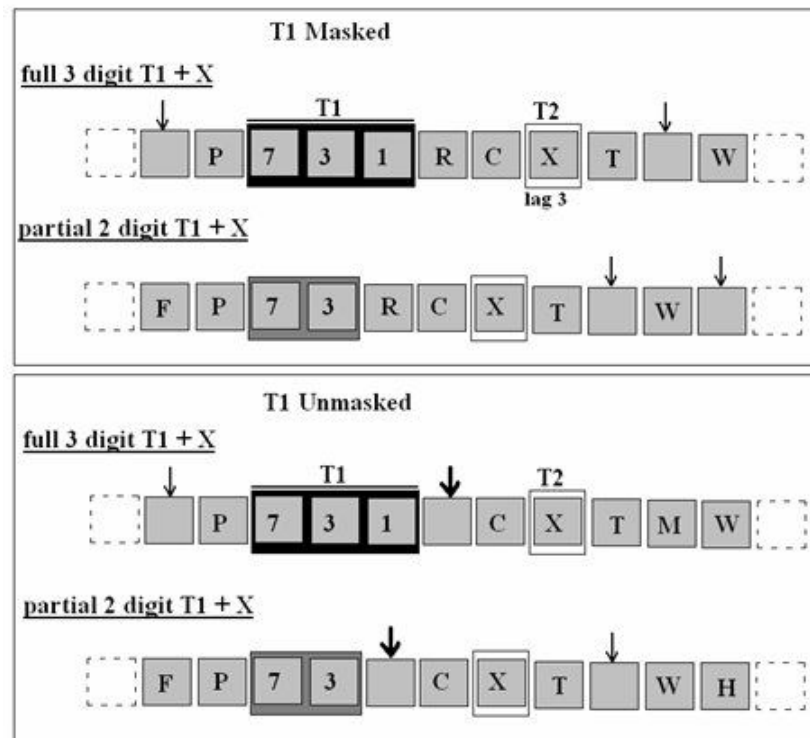 T1 Masked
full 3 digit T1 + X
T1 T2
P 7 3 1 R C X T W
lag 3
partial 2 digit T1 + X
F P 7 3 R C X T W
T1 Unmasked
full 3 digit T1 + X
T1 T2
P 7 3 1 C X T M W
partial 2 digit T1 + X
F P 7 3 C X T W H